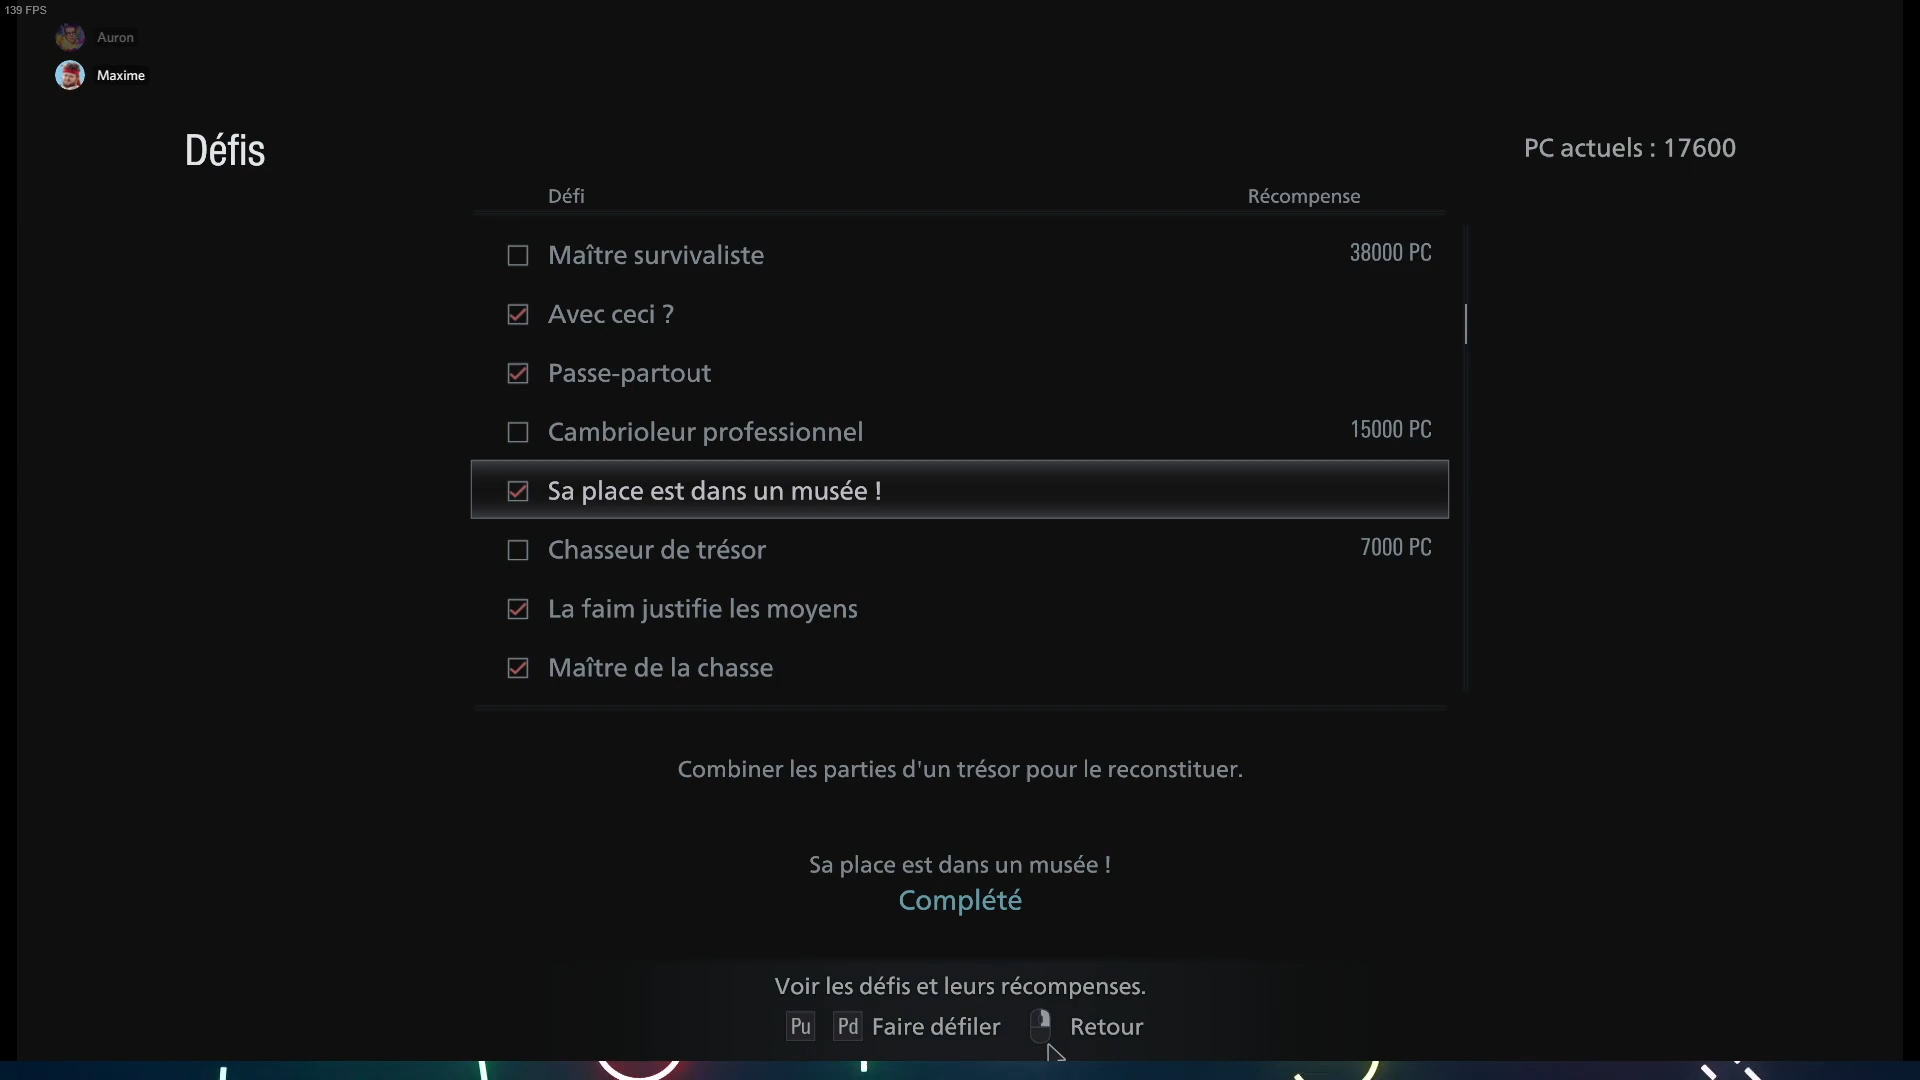 139 FPS
Auron
Maxime
Défis
PC actuels : 17600
Défi Récompense
Maître survivaliste 38000 PC
Avec ceci ?
Passe-partout
Cambrioleur professionnel 15000 PC
Sa place est dans un musée !
Chasseur de trésor 7000 PC
La faim justifie les moyens
Maître de la chasse
Combiner les parties d'un trésor pour le reconstituer.
Sa place est dans un musée !
Complété
Voir les défis et leurs récompenses.
Pu Pd Faire défiler Retour